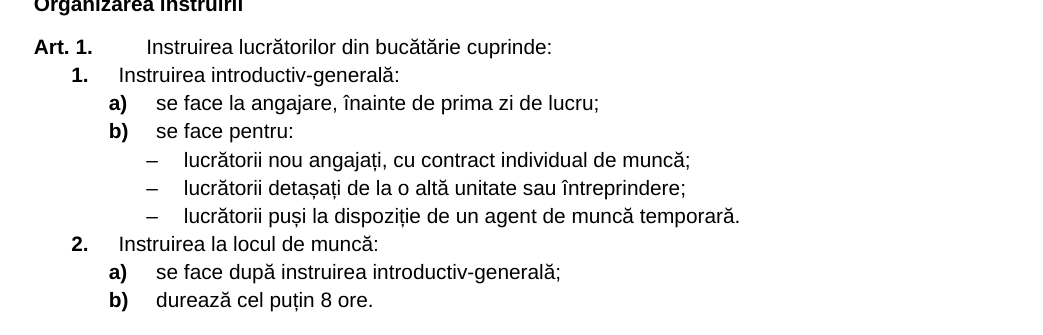 Organizarea instruirii
Art. 1. Instruirea lucrătorilor din bucătărie cuprinde:
1. Instruirea introductiv-generală:
a) se face la angajare, înainte de prima zi de lucru;
b) se face pentru:
– lucrătorii nou angajați, cu contract individual de muncă;
– lucrătorii detașați de la o altă unitate sau întreprindere;
– lucrătorii puși la dispoziție de un agent de muncă temporară.
2. Instruirea la locul de muncă:
a) se face după instruirea introductiv-generală;
b) durează cel puțin 8 ore.